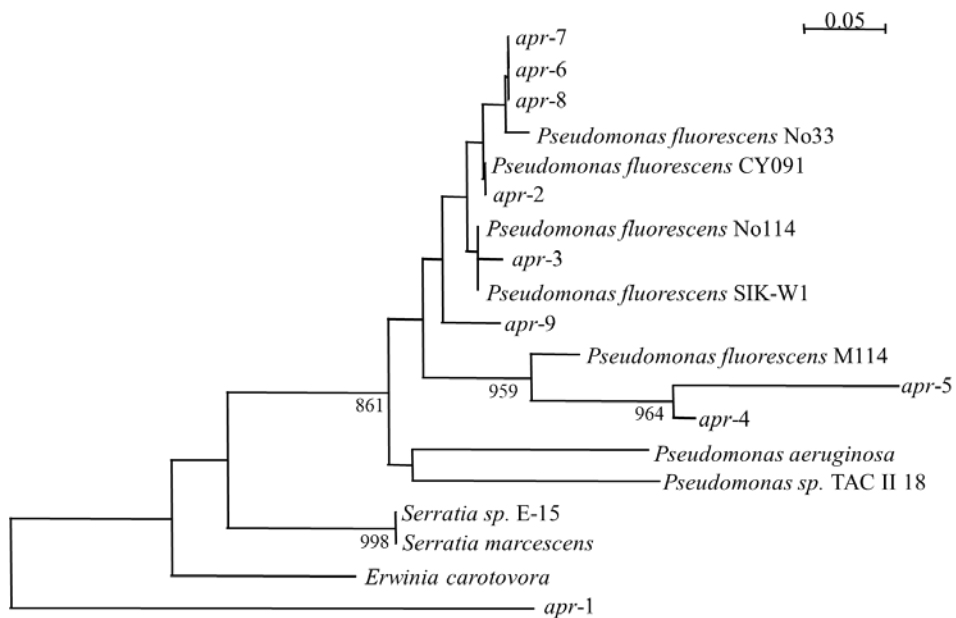 0.05
apr-7
apr-6
apr-8
Pseudomonas fluorescens No33
Pseudomonas fluorescens CY091
apr-2
Pseudomonas fluorescens No114
apr-3
Pseudomonas fluorescens SIK-W1
apr-9
Pseudomonas fluorescens M114
959
apr-5
861
964
apr-4
Pseudomonas aeruginosa
Pseudomonas sp. TAC II 18
Serratia sp. E-15
998
Serratia marcescens
Erwinia carotovora
apr-1